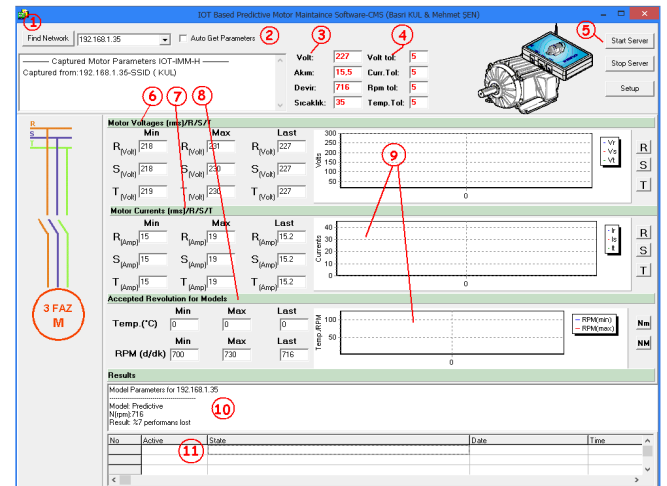 IOT Based Predictive Motor Maintaince Software-CMS (Basri KUL & Mehmet ŞEN)
1
Find Network 192.168.1.35 Auto Get Parameters 2
3 4 5
Start Server
Stop Server
Setup
Captured Motor Parameters IOT-IMM-H
Captured from:192.168.1.35-SSID ( KUL)
Volt: 227 Volt tol: 5
Akım: 15,5 Curr.Tol: 5
Devir: 716 Rpm tol: 5
Sıcaklık: 35 Temp.Tol: 5
6 7 8
R
S
T
3 FAZ
M
Motor Voltages (rms)/R/S/T
Min Max Last
R(Volt) 218 R(Volt) 231 R(Volt) 227
S(Volt) 218 S(Volt) 230 S(Volt) 227
T(Volt) 219 T(Volt) 230 T(Volt) 227
Volts
300
250
200
150
100
50
0
Vr
Vs
Vt
R
S
T
9
Motor Currents (rms)/R/S/T
Min Max Last
R(Amp) 15 R(Amp) 19 R(Amp) 15.2
S(Amp) 15 S(Amp) 19 S(Amp) 15.2
T(Amp) 15 T(Amp) 19 T(Amp) 15.2
Currents
40
30
20
10
0
0
Ir
Is
It
R
S
T
Accepted Revolution for Models
Min Max Last
Temp.(°C) 0 0 0
Min Max Last
RPM (d/dk) 700 730 716
Temp./RPM
100
50
0
RPM(min)
RPM(max)
Nm
NM
Results
Model Parameters for 192.168.1.35
Model: Predictive
N(rpm):716
Result: %7 performans lost
10
No Active State Date Time
11